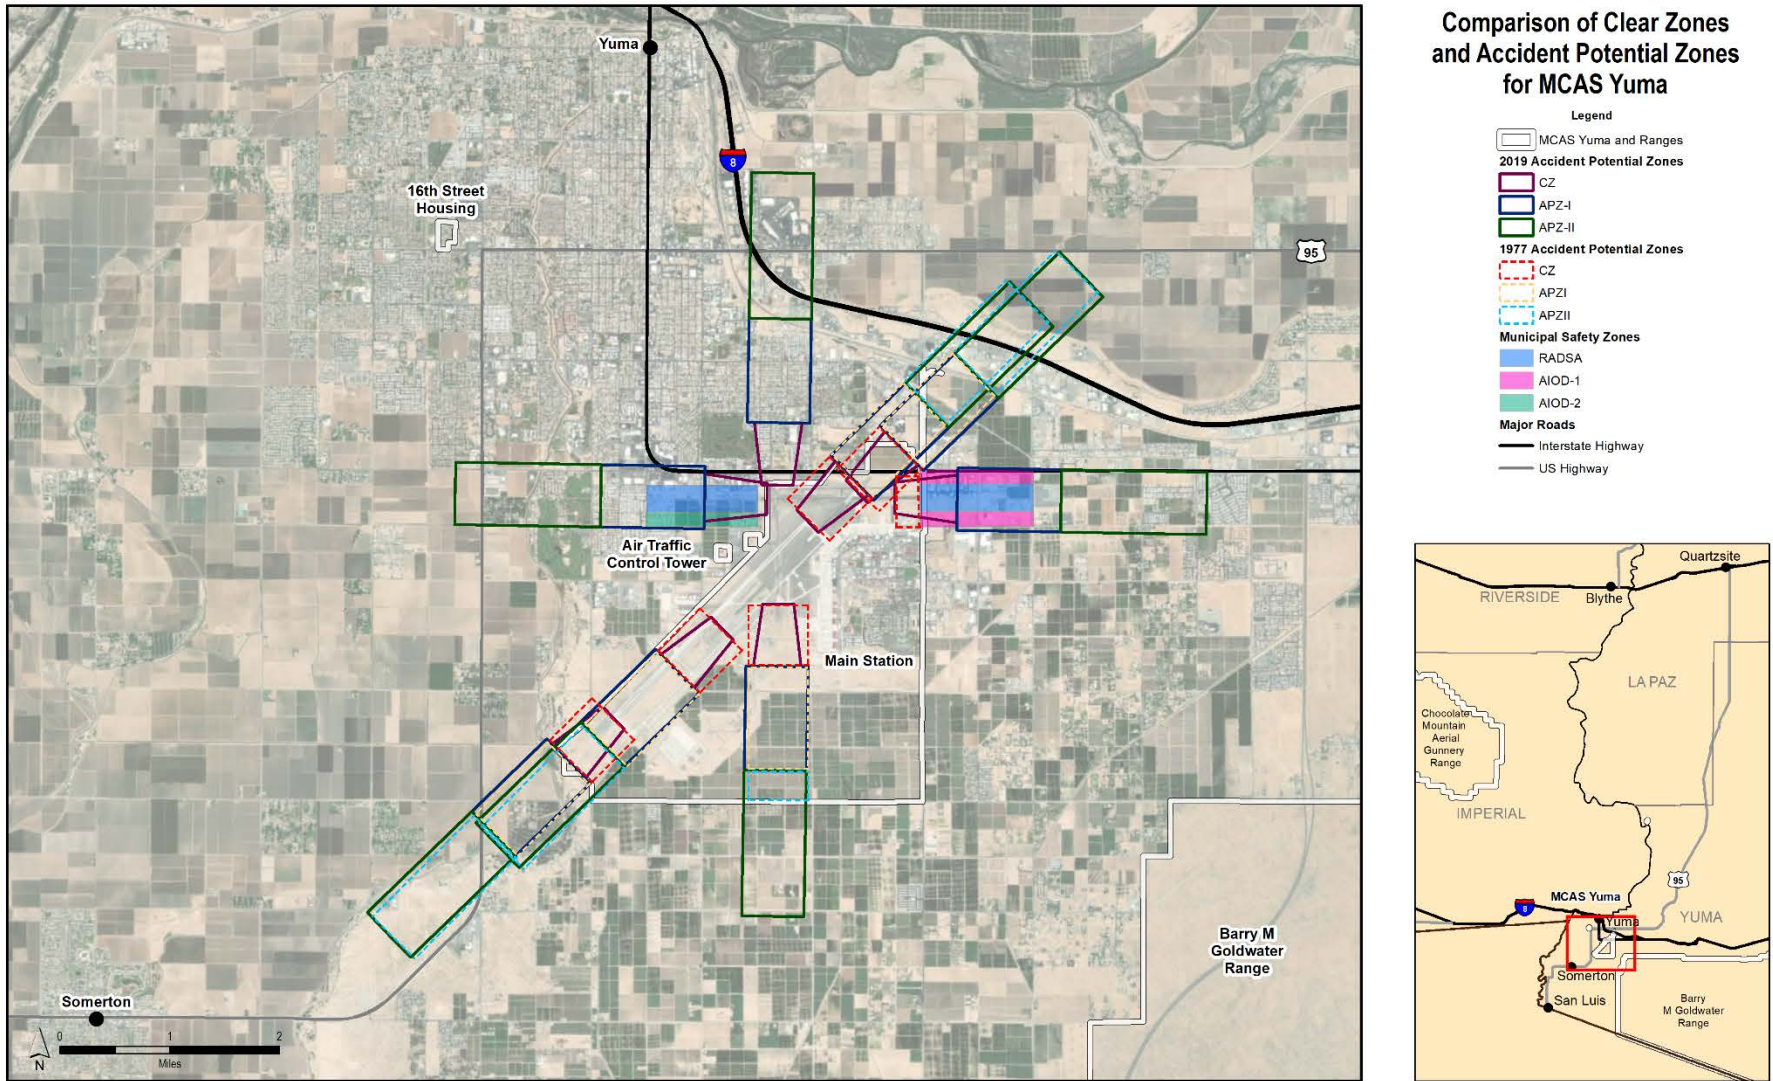 Comparison of Clear Zones
and Accident Potential Zones
for MCAS Yuma
Legend
MCAS Yuma and Ranges
2019 Accident Potential Zones
CZ
APZ-I
APZ-II
1977 Accident Potential Zones
CZ
APZI
APZII
Municipal Safety Zones
RADSA
AIOD-1
AIOD-2
Major Roads
Interstate Highway
US Highway
Yuma
8
16th Street
Housing
95
Air Traffic
Control Tower
Main Station
Barry M
Goldwater
Range
Somerton
0 1 2
Miles
N
Quartzsite
RIVERSIDE
Blythe
LA PAZ
Chocolate
Mountain
Aerial
Gunnery
Range
IMPERIAL
95
MCAS Yuma
8
Yuma
YUMA
Somerton
San Luis
Barry
M Goldwater
Range